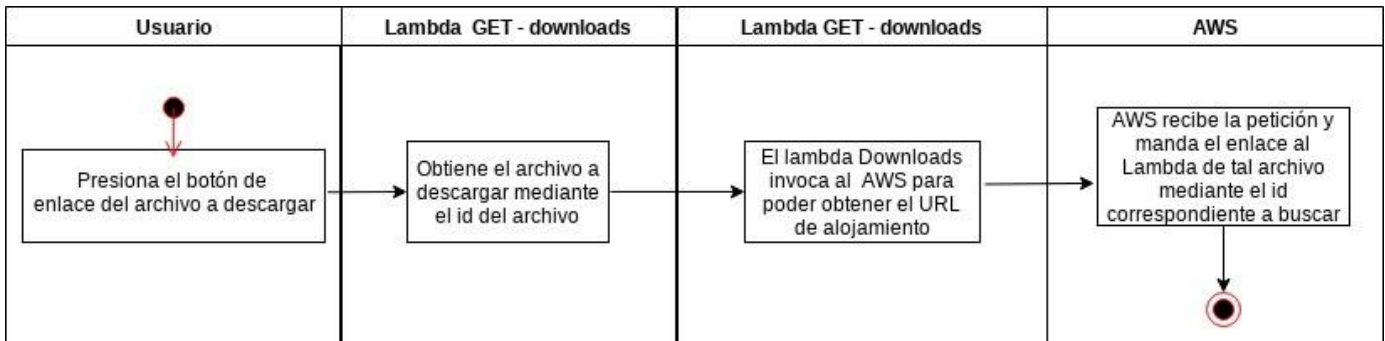 Usuario
Lambda GET - downloads
Lambda GET - downloads
AWS
Presiona el botón de
enlace del archivo a descargar
Obtiene el archivo a
descargar mediante
el id del archivo
El lambda Downloads
invoca al AWS para
poder obtener el URL
de alojamiento
AWS recibe la petición y
manda el enlace al
Lambda de tal archivo
mediante el id
correspondiente a buscar